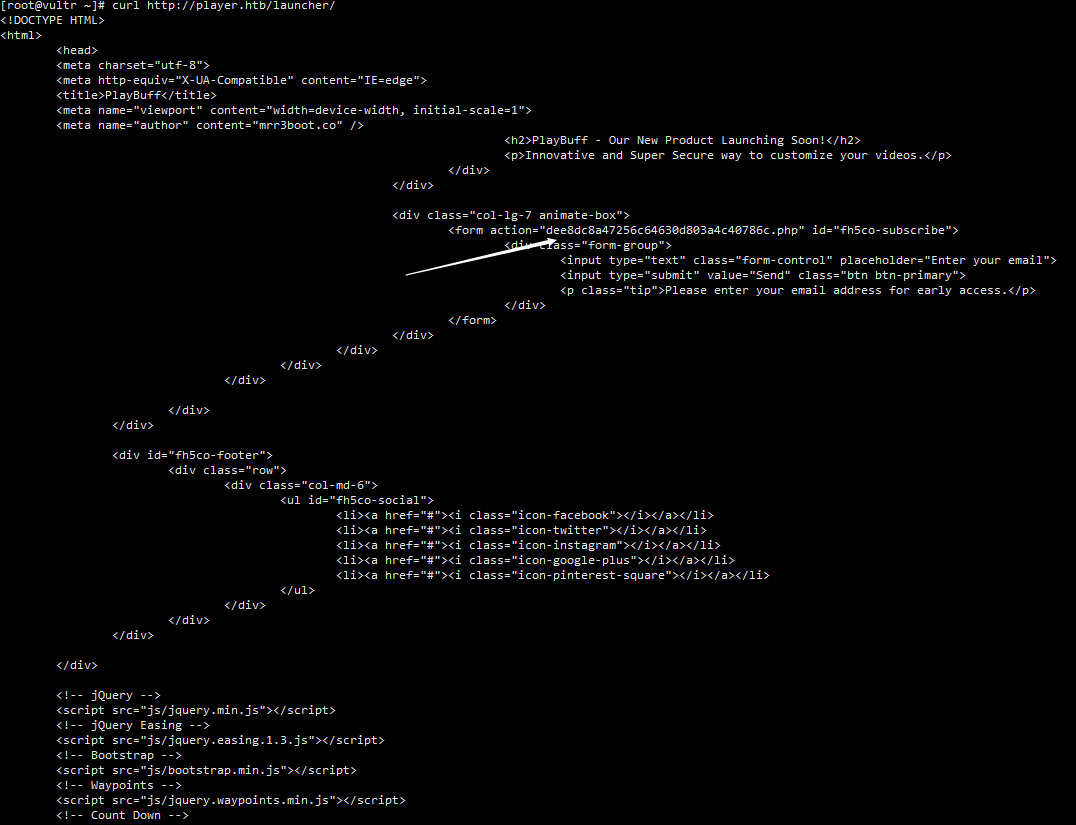 [root@vultr ~]# curl http://player.htb/launcher/
<!DOCTYPE HTML>
<html>
<head>
<meta charset="utf-8">
<meta http-equiv="X-UA-Compatible" content="IE=edge">
<title>PlayBuff</title>
<meta name="viewport" content="width=device-width, initial-scale=1">
<meta name="author" content="mrr3boot.co" />
<h2>PlayBuff - Our New Product Launching Soon!</h2>
<p>Innovative and Super Secure way to customize your videos.</p>
</div>
</div>
<div class="col-lg-7 animate-box">
<form action="dee8dc8a47256c64630d803a4c40786c.php" id="fh5co-subscribe">
<div class="form-group">
<input type="text" class="form-control" placeholder="Enter your email">
<input type="submit" value="Send" class="btn btn-primary">
<p class="tip">Please enter your email address for early access.</p>
</div>
</form>
</div>
</div>
</div>
</div>
</div>
</div>
<div id="fh5co-footer">
<div class="row">
<div class="col-md-6">
<ul id="fh5co-social">
<li><a href="#"><i class="icon-facebook"></i></a></li>
<li><a href="#"><i class="icon-twitter"></i></a></li>
<li><a href="#"><i class="icon-instagram"></i></a></li>
<li><a href="#"><i class="icon-google-plus"></i></a></li>
<li><a href="#"><i class="icon-pinterest-square"></i></a></li>
</ul>
</div>
</div>
</div>
</div>
<!-- jQuery -->
<script src="js/jquery.min.js"></script>
<!-- jQuery Easing -->
<script src="js/jquery.easing.1.3.js"></script>
<!-- Bootstrap -->
<script src="js/bootstrap.min.js"></script>
<!-- Waypoints -->
<script src="js/jquery.waypoints.min.js"></script>
<!-- Count Down -->